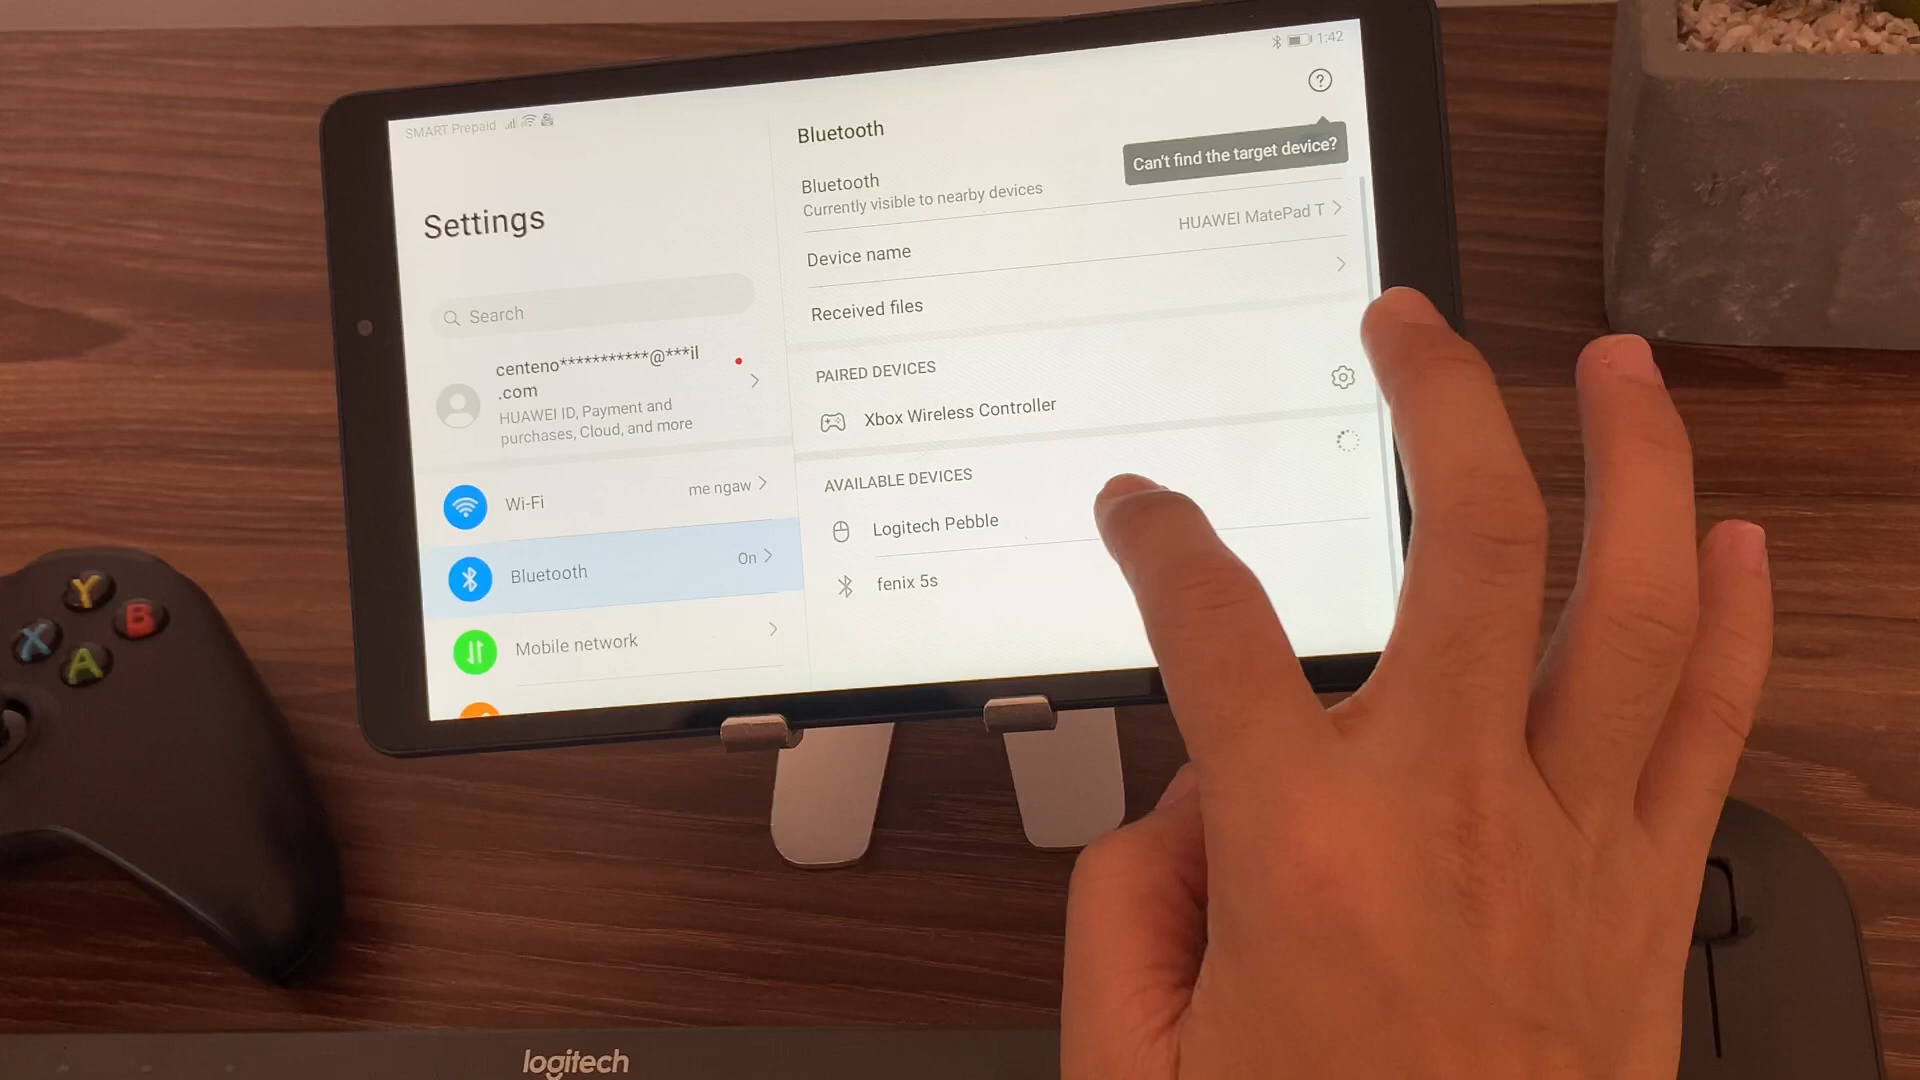 SMART Prepaid
1:42
Settings
Search
centeno***********@***il
.com
HUAWEI ID, Payment and
purchases, Cloud, and more
Wi-Fi
me ngaw
Bluetooth
On
Mobile network
Bluetooth
Can't find the target device?
Bluetooth
Currently visible to nearby devices
Device name
HUAWEI MatePad T
Received files
PAIRED DEVICES
Xbox Wireless Controller
AVAILABLE DEVICES
Logitech Pebble
fenix 5s
Y
B
X
A
logitech